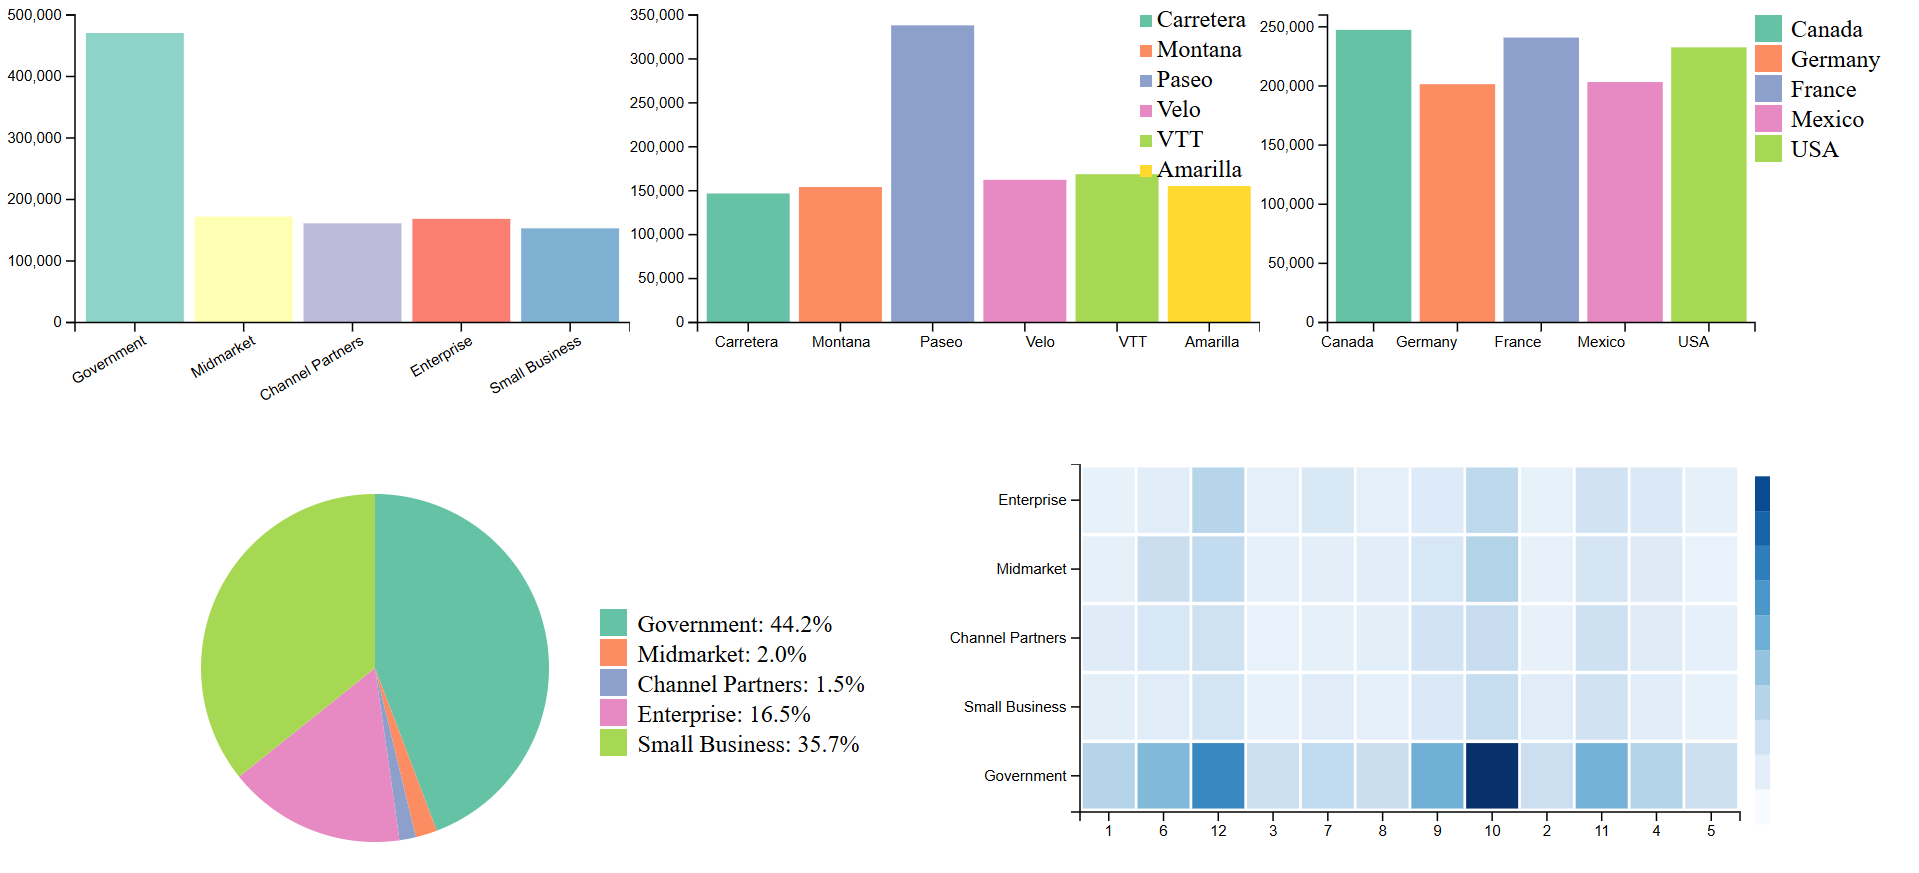 500,000
400,000
300,000
200,000
100,000
0
Government
Midmarket
Channel Partners
Enterprise
Small Business
350,000
300,000
250,000
200,000
150,000
100,000
50,000
0
Carretera
Montana
Paseo
Velo
VTT
Amarilla
Carretera
Montana
Paseo
Velo
VTT
Amarilla
250,000
200,000
150,000
100,000
50,000
0
Canada
Germany
France
Mexico
USA
Canada
Germany
France
Mexico
USA
Government: 44.2%
Midmarket: 2.0%
Channel Partners: 1.5%
Enterprise: 16.5%
Small Business: 35.7%
Enterprise
Midmarket
Channel Partners
Small Business
Government
1 6 12 3 7 8 9 10 2 11 4 5